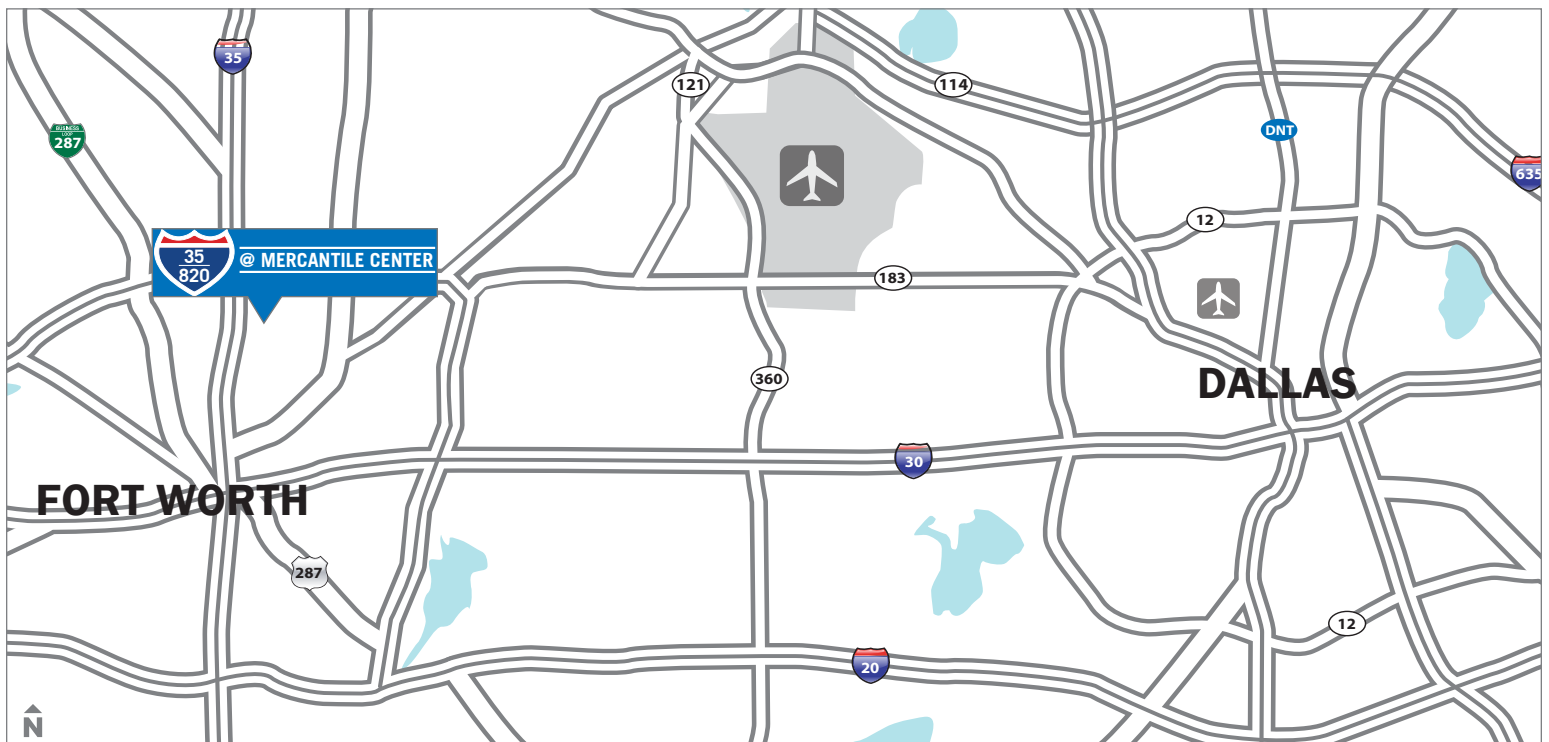 35
121
114
BUSINESS
LOOP
287
DNT
635
12
35
820
@ MERCANTILE CENTER
183
360
DALLAS
30
FORT WORTH
287
12
20
N